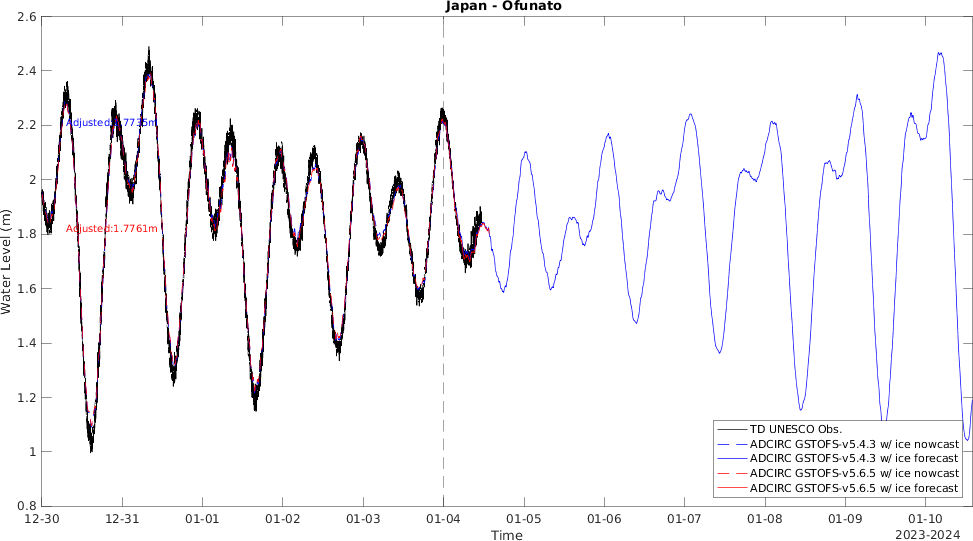 Japan - Ofunato
2.6
2.4
2.2
2
1.8
1.6
1.4
1.2
1
0.8
Water Level (m)
Adjusted:1.7735m
Adjusted:1.7761m
TD UNESCO Obs.
ADCIRC GSTOFS-v5.4.3 w/ ice nowcast
ADCIRC GSTOFS-v5.4.3 w/ ice forecast
ADCIRC GSTOFS-v5.6.5 w/ ice nowcast
ADCIRC GSTOFS-v5.6.5 w/ ice forecast
12-30 12-31 01-01 01-02 01-03 01-04 01-05 01-06 01-07 01-08 01-09 01-10
Time
2023-2024